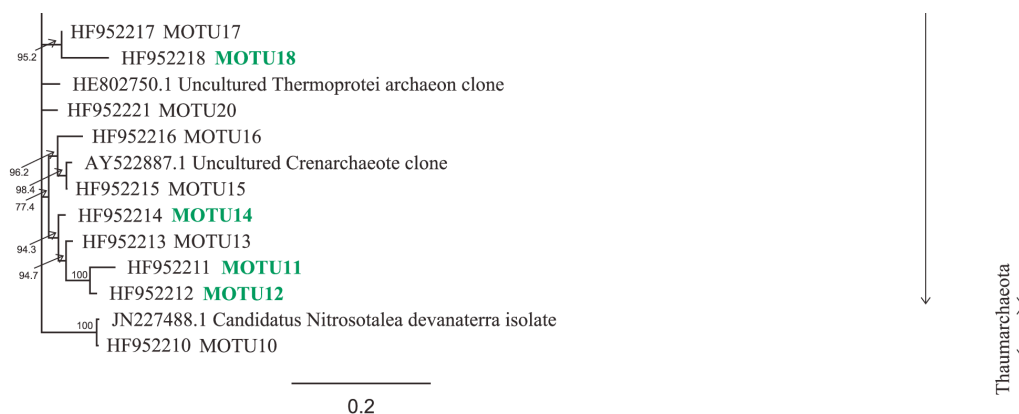 HF952217 MOTU17
95.2
HF952218 MOTU18
HE802750.1 Uncultured Thermoprotei archaeon clone
HF952221 MOTU20
HF952216 MOTU16
96.2
AY522887.1 Uncultured Crenarchaeote clone
98.4
HF952215 MOTU15
77.4
HF952214 MOTU14
94.3
HF952213 MOTU13
94.7
100
HF952211 MOTU11
HF952212 MOTU12
100
JN227488.1 Candidatus Nitrosotalea devanaterra isolate
HF952210 MOTU10
0.2
Thaumarchaeota